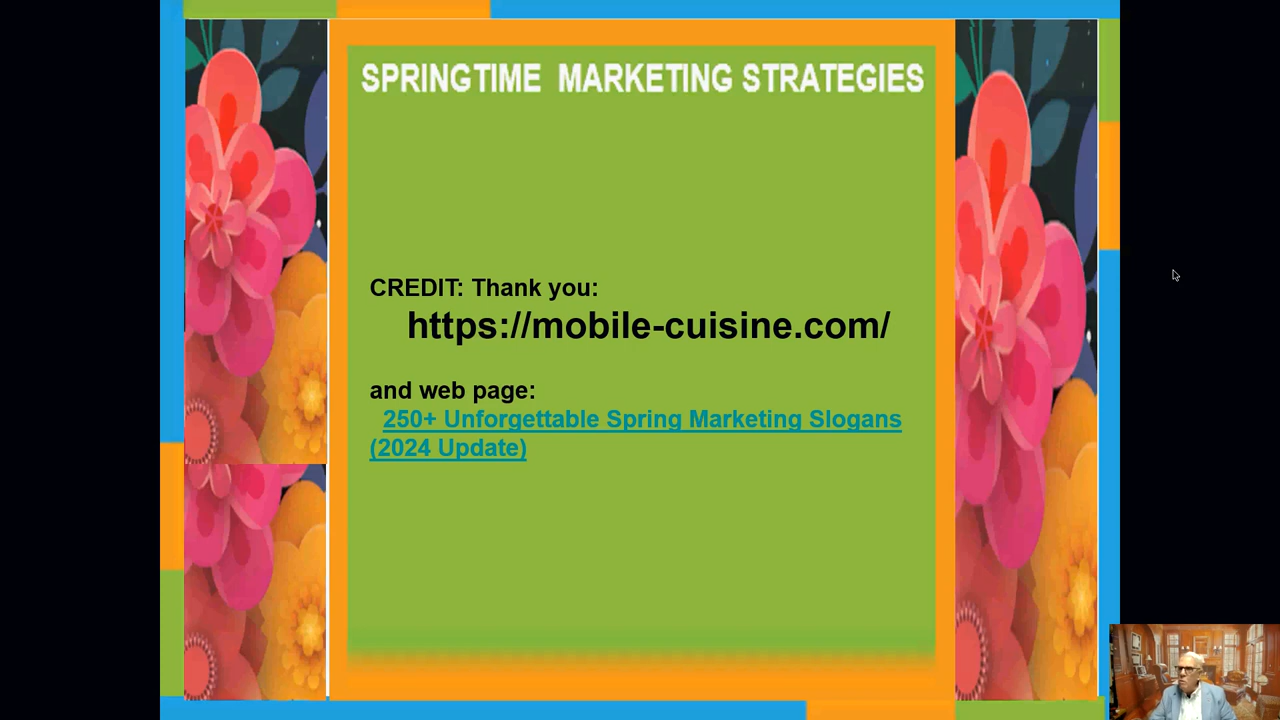 SPRINGTIME MARKETING STRATEGIES
CREDIT: Thank you:
https://mobile-cuisine.com/
and web page:
250+ Unforgettable Spring Marketing Slogans
(2024 Update)